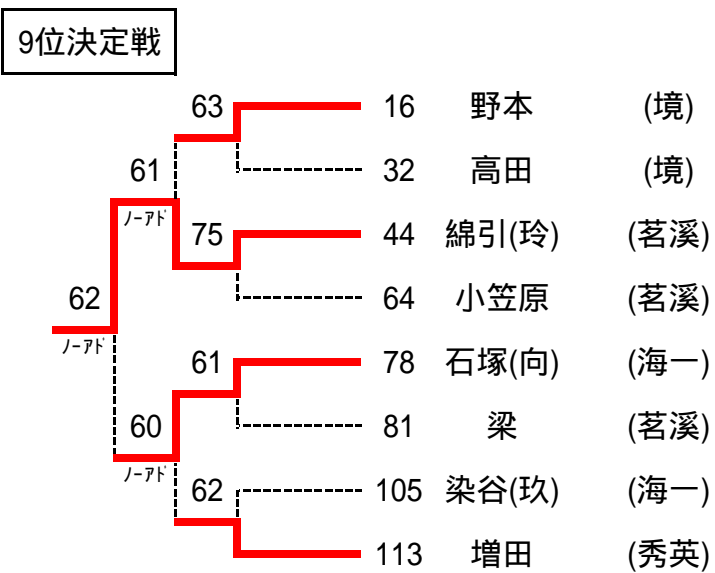 9位決定戦
63
16 野本 (境)
61
32 高田 (境)
ノーアド
75
44 綿引(玲) (茗溪)
62
64 小笠原 (茗溪)
ノーアド
61
78 石塚(向) (海一)
60
81 梁 (茗溪)
ノーアド
62
105 染谷(玖) (海一)
113 増田 (秀英)